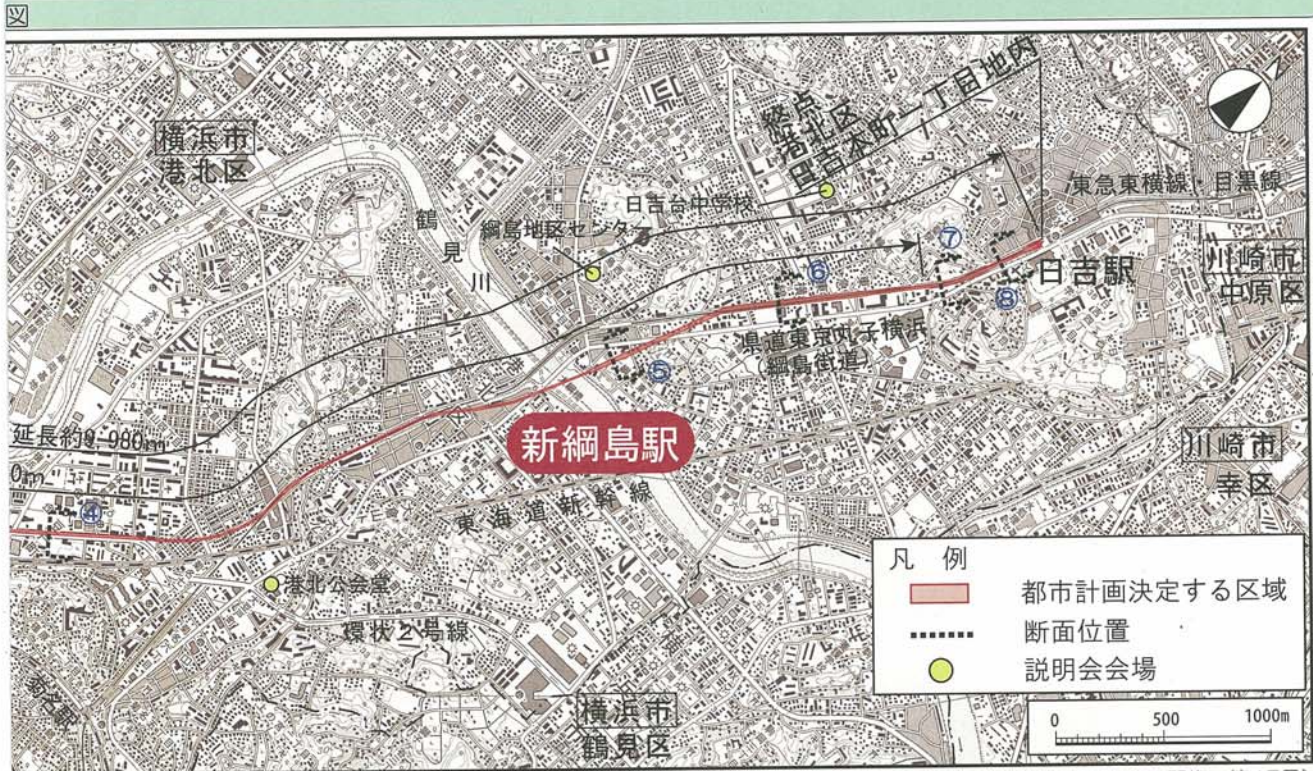 図
終点
港北区
日吉本町一丁目地内
横浜市
港北区
鶴見川
日吉台中学校
綱島地区センター
東急東横線・目黒線
⑦
⑥
⑧
日吉駅
川崎市
中原区
県道東京丸子横浜
(綱島街道)
⑤
新綱島駅
延長約9,980m
0m
④
東海道新幹線
川崎市
幸区
港北公会堂
環状2号線
菊名駅
横浜市
鶴見区
凡 例
都市計画決定する区域
断面位置
説明会会場
0 500 1000m